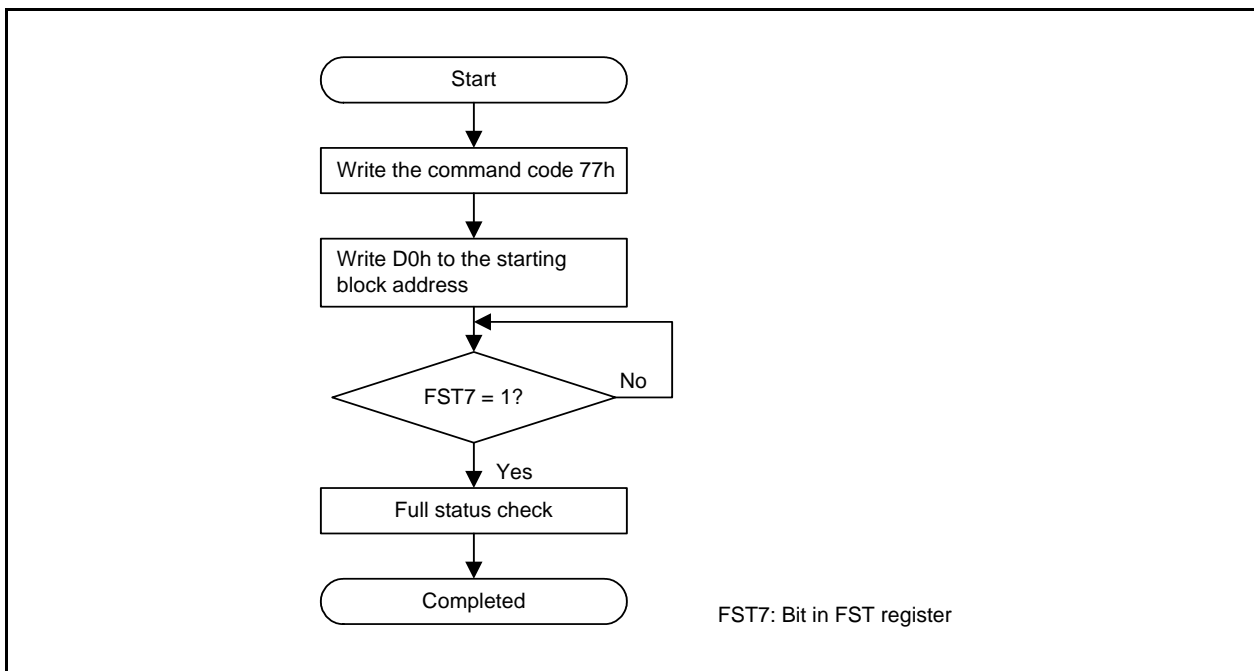 Start
Write the command code 77h
Write D0h to the starting
block address
FST7 = 1?
No
Yes
Full status check
Completed
FST7: Bit in FST register